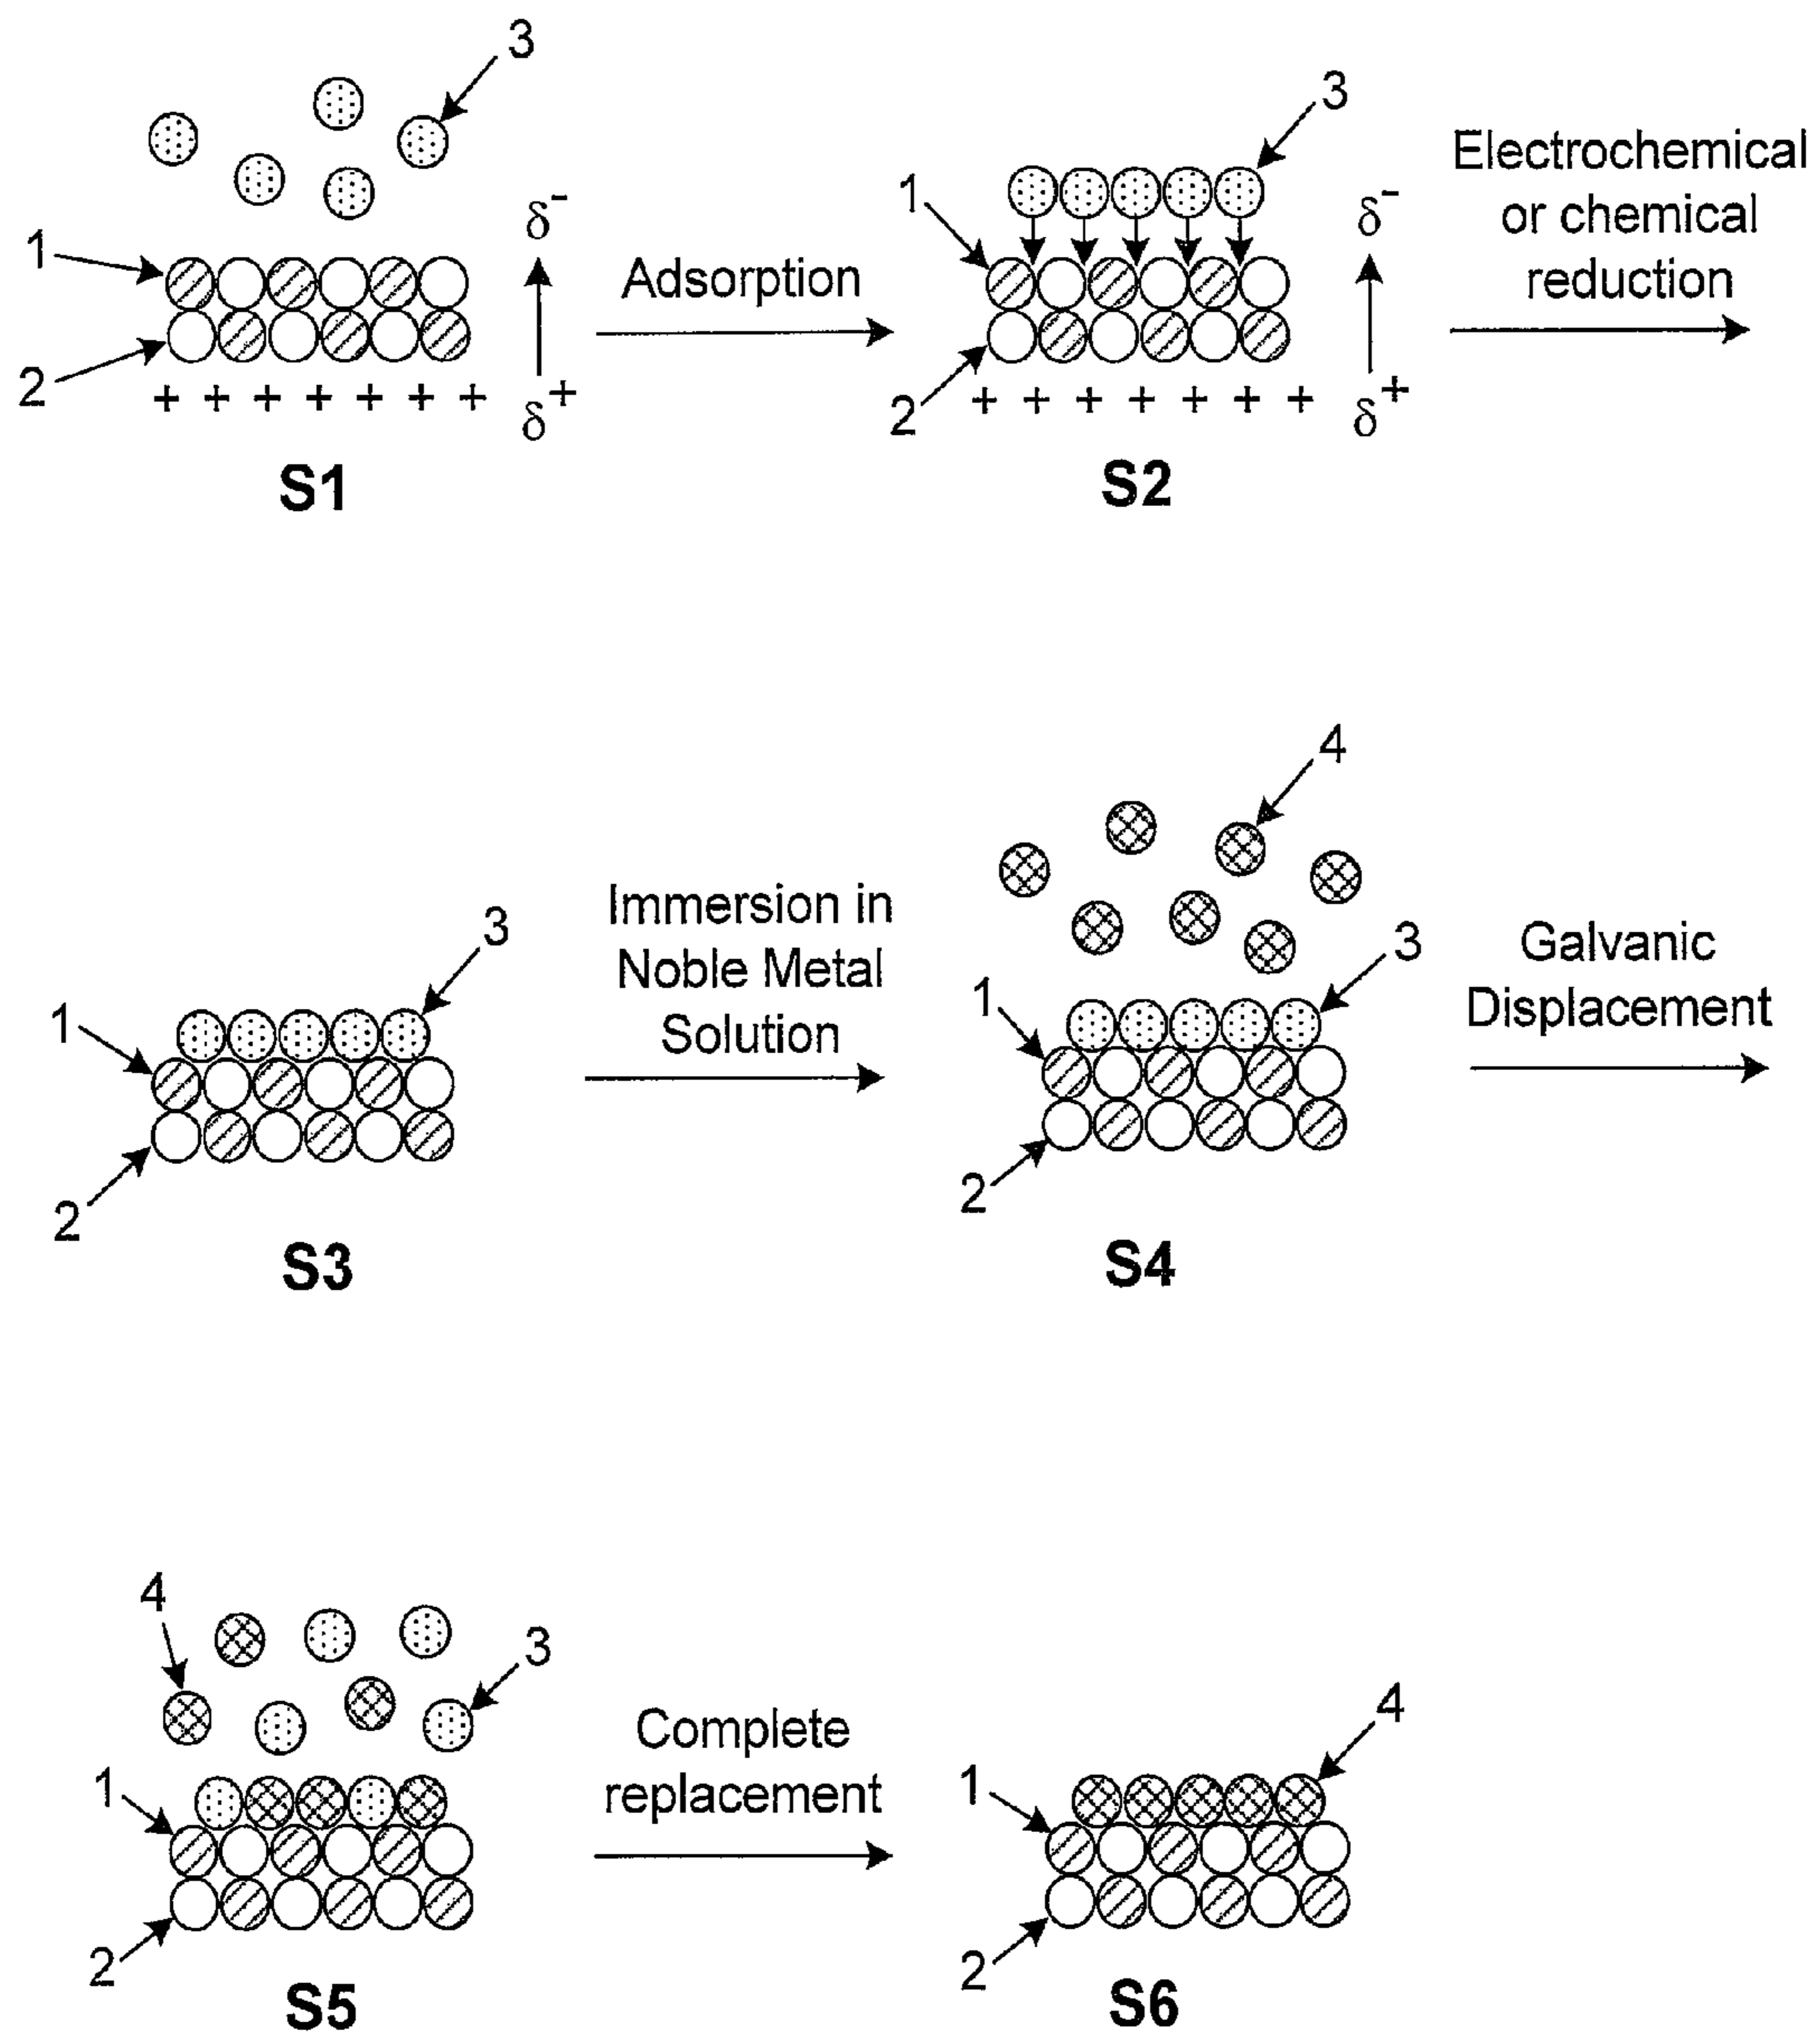 3
1
2
δ-
δ+
+ + + + + + +
S1
Adsorption
3
1
2
δ-
δ+
+ + + + + + +
S2
Electrochemical
or chemical
reduction
3
1
2
S3
Immersion in
Noble Metal
Solution
4
3
1
2
S4
Galvanic
Displacement
4
3
1
2
S5
Complete
replacement
4
1
2
S6